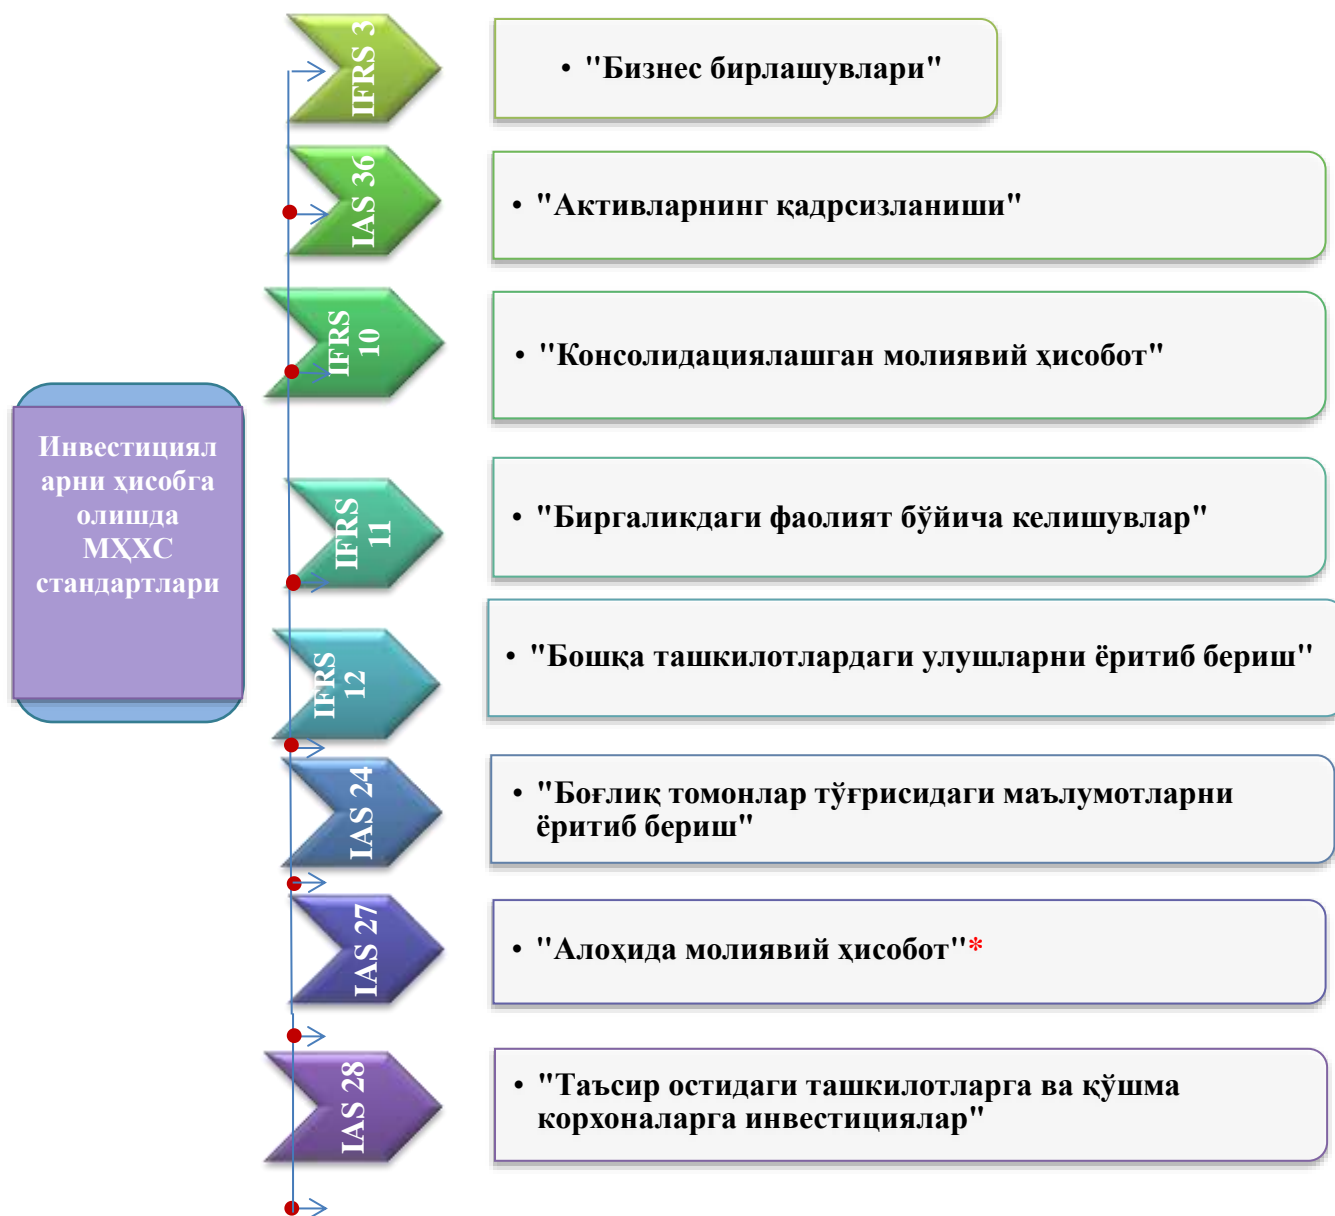 Инвестициял
арни ҳисобга
олишда
МҲХС
стандартлари
IFRS 3
• "Бизнес бирлашувлари"
IAS 36
• "Активларнинг қадрсизланиши"
IFRS
10
• "Консолидациялашган молиявий ҳисобот"
IFRS
11
• "Биргаликдаги фаолият бўйича келишувлар"
IFRS
12
• "Бошқа ташкилотлардаги улушларни ёритиб бериш"
IAS 24
• "Боғлиқ томонлар тўғрисидаги маълумотларни
ёритиб бериш"
IAS 27
• "Алоҳида молиявий ҳисобот"*
IAS 28
• "Таъсир остидаги ташкилотларга ва қўшма
корхоналарга инвестициялар"